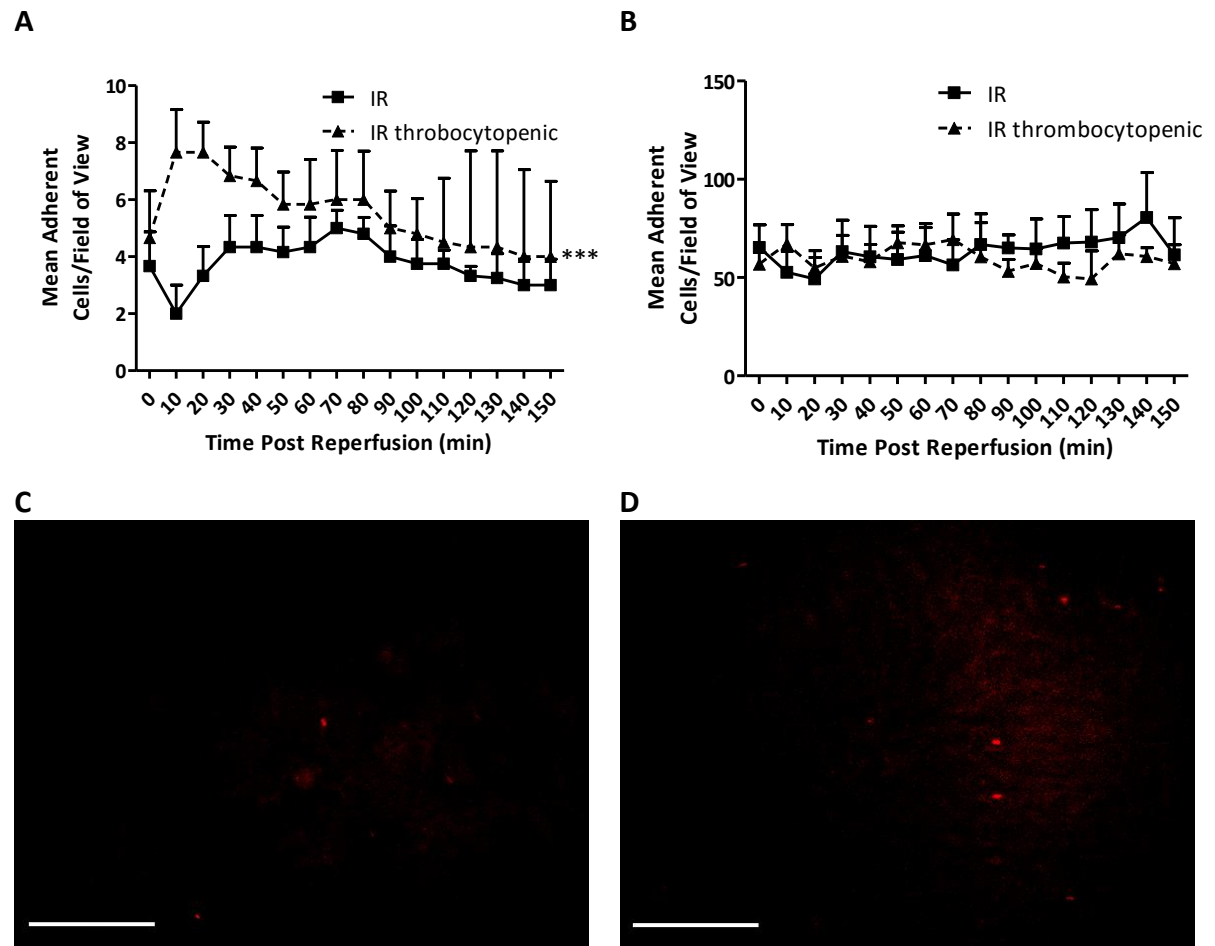 A
10
8
6
4
2
0
Mean Adherent
Cells/Field of View
IR
IR throbocytopenic
***
0 10 20 30 40 50 60 70 80 90 100 110 120 130 140 150
Time Post Reperfusion (min)
B
150
100
50
0
Mean Adherent
Cells/Field of View
IR
IR thrombocytopenic
0 10 20 30 40 50 60 70 80 90 100 110 120 130 140 150
Time Post Reperfusion (min)
C
D